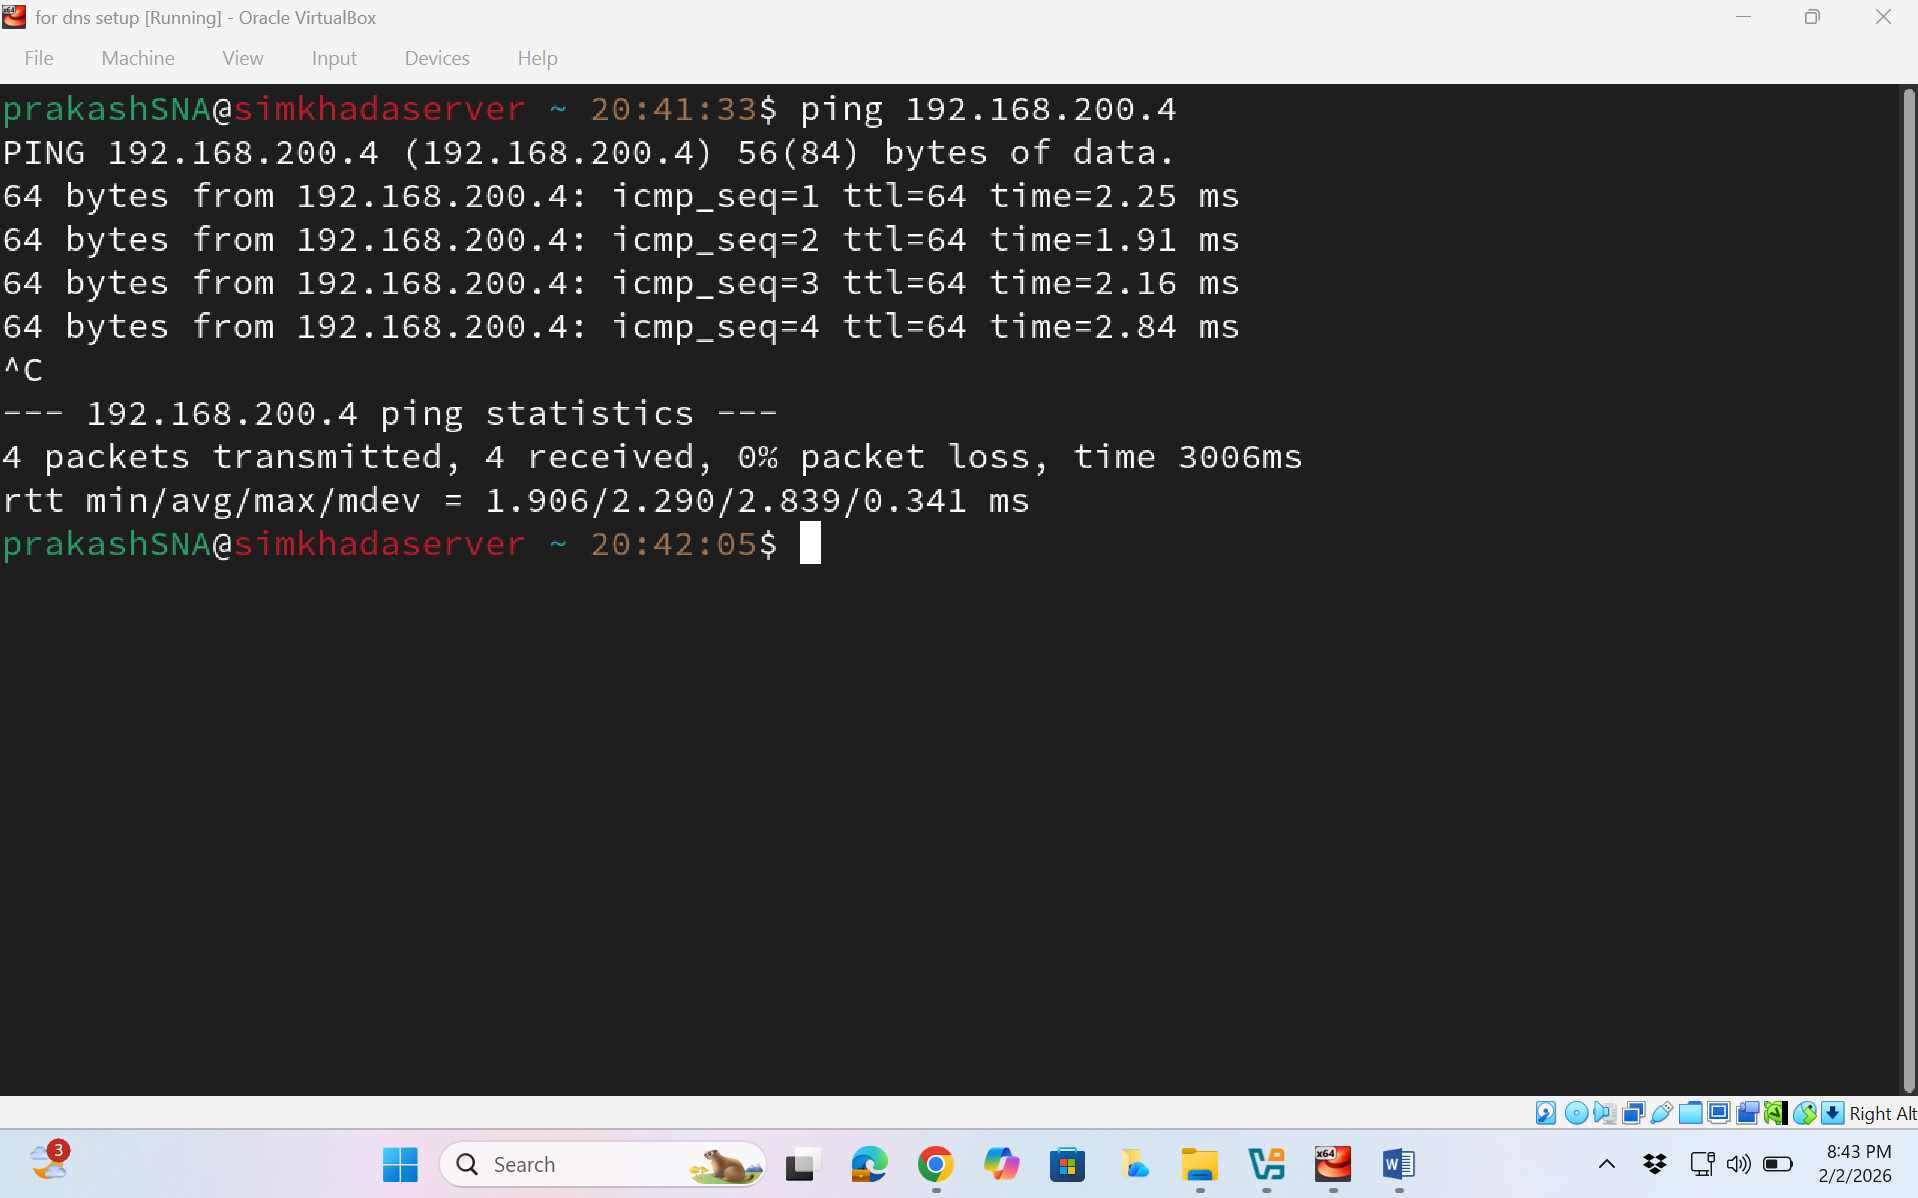 for dns setup [Running] - Oracle VirtualBox
File Machine View Input Devices Help
prakashSNA@simkhadaserver ~ 20:41:33$ ping 192.168.200.4
PING 192.168.200.4 (192.168.200.4) 56(84) bytes of data.
64 bytes from 192.168.200.4: icmp_seq=1 ttl=64 time=2.25 ms
64 bytes from 192.168.200.4: icmp_seq=2 ttl=64 time=1.91 ms
64 bytes from 192.168.200.4: icmp_seq=3 ttl=64 time=2.16 ms
64 bytes from 192.168.200.4: icmp_seq=4 ttl=64 time=2.84 ms
^C
--- 192.168.200.4 ping statistics ---
4 packets transmitted, 4 received, 0% packet loss, time 3006ms
rtt min/avg/max/mdev = 1.906/2.290/2.839/0.341 ms
prakashSNA@simkhadaserver ~ 20:42:05$
Right Alt
3
Search
x64
W
8:43 PM
2/2/2026